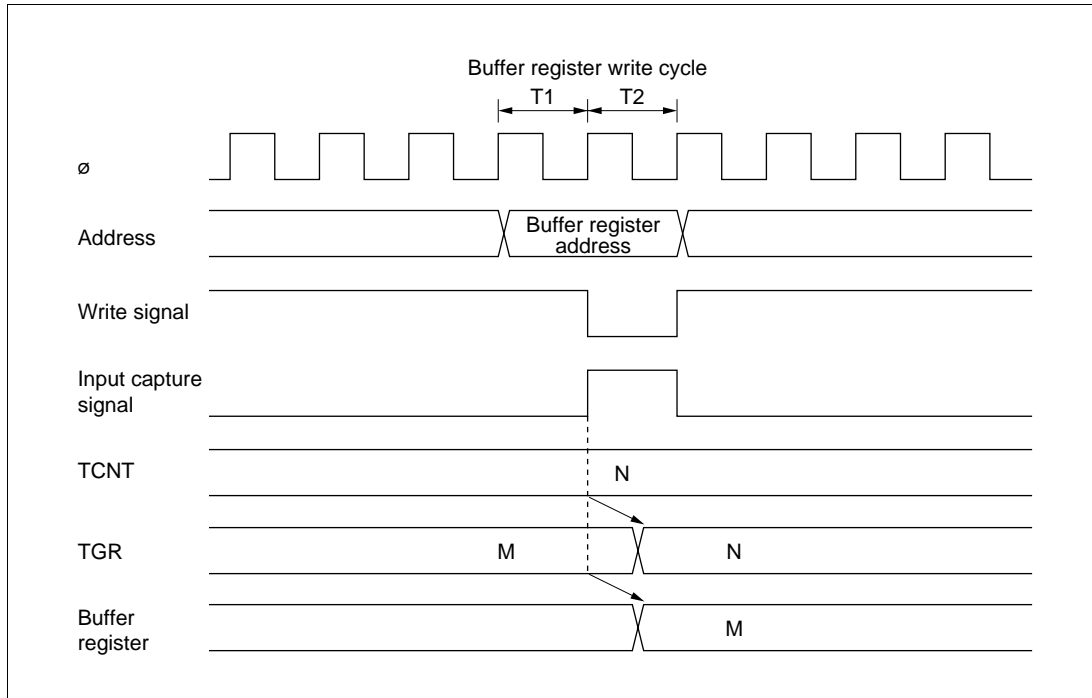 Buffer register write cycle
T1 T2
ø
Address
Buffer register
address
Write signal
Input capture
signal
TCNT
N
TGR
M N
Buffer
register
M